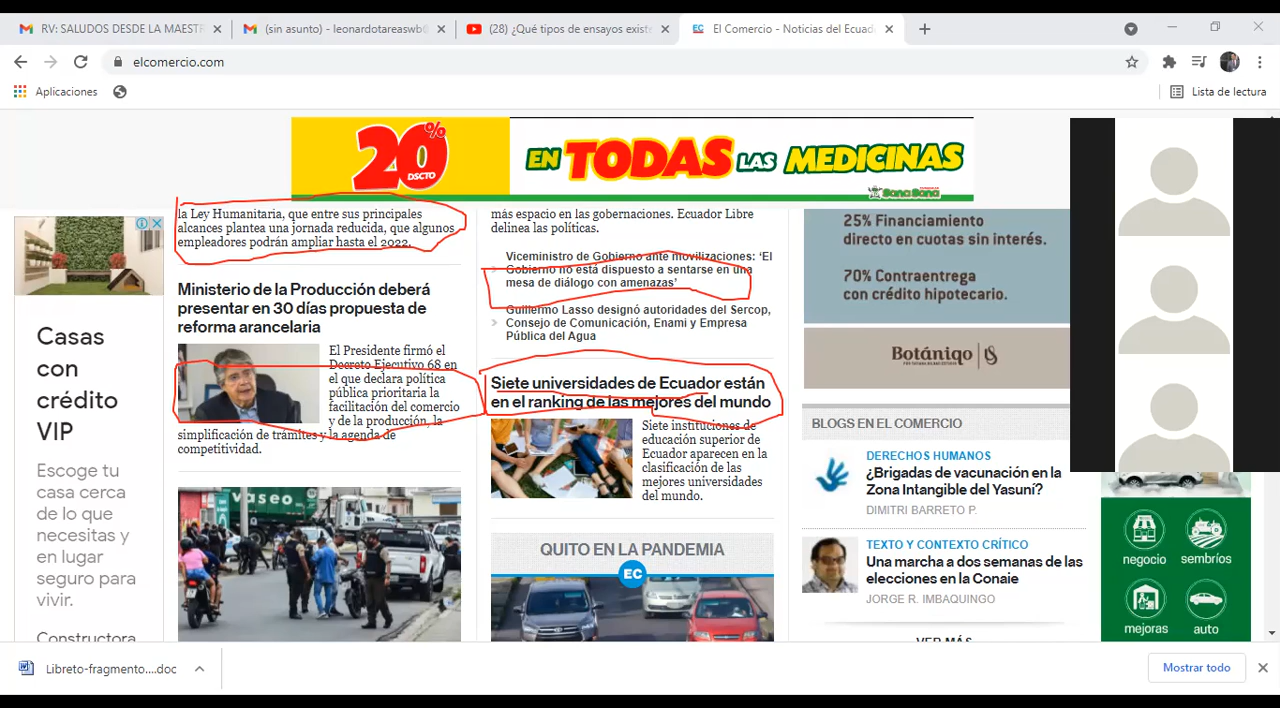 RV: SALUDOS DESDE LA MAESTR
(sin asunto) - leonardotareaswb@
(28) ¿Qué tipos de ensayos existe
EC El Comercio - Noticias del Ecuad
elcomercio.com
Aplicaciones
Lista de lectura
20% DSCTO
EN TODAS LAS MEDICINAS
SanaSana
Casas
con
crédito
VIP
Escoge tu
casa cerca
de lo que
necesitas y
en lugar
seguro para
vivir.
Constructora
la Ley Humanitaria, que entre sus principales
alcances plantea una jornada reducida, que algunos
empleadores podrán ampliar hasta el 2022.
Ministerio de la Producción deberá
presentar en 30 días propuesta de
reforma arancelaria
El Presidente firmó el
Decreto Ejecutivo 68 en
el que declara política
pública prioritaria la
facilitación del comercio
y de la producción, la
simplificación de trámites y la agenda de
competitividad.
vaseo
más espacio en las gobernaciones. Ecuador Libre
delinea las políticas.
Viceministro de Gobierno ante movilizaciones: ‘El
Gobierno no está dispuesto a sentarse en una
mesa de diálogo con amenazas’
Guillermo Lasso designó autoridades del Sercop,
Consejo de Comunicación, Enami y Empresa
Pública del Agua
Siete universidades de Ecuador están
en el ranking de las mejores del mundo
Siete instituciones de
educación superior de
Ecuador aparecen en la
clasificación de las
mejores universidades
del mundo.
QUITO EN LA PANDEMIA
EC
25% Financiamiento
directo en cuotas sin interés.
70% Contraentrega
con crédito hipotecario.
Botániqo
BLOGS EN EL COMERCIO
DERECHOS HUMANOS
¿Brigadas de vacunación en la
Zona Intangible del Yasuní?
DIMITRI BARRETO P.
TEXTO Y CONTEXTO CRÍTICO
Una marcha a dos semanas de las
elecciones en la Conaie
JORGE R. IMBAQUINGO
VER MÁS
negocio sembríos
mejoras auto
Libreto-fragmento....doc
Mostrar todo